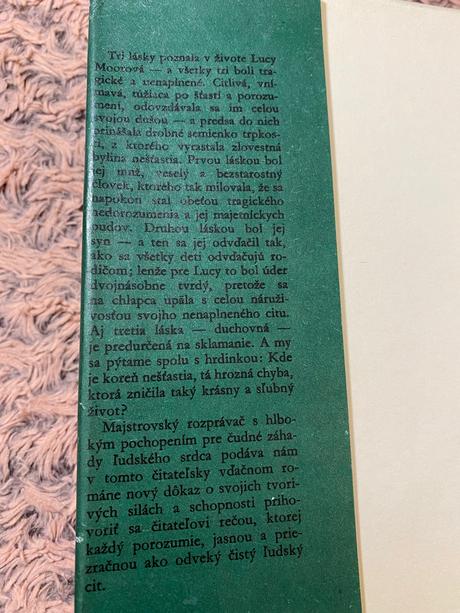 Tri lásky poznala v živote Lucy
Moorová — a všetky tri boli tra-
gické a nenaplnené. Citlivá, vní-
mavá, túžiaca po šťastí a porozu-
mení, odovzdávala sa im celou
svojou dušou — a predsa do nich
prinášala drobné semienko trpkos-
ti, z ktorého vyrastala zlovestná
bylina nešťastia. Prvou láskou bol
jej muž, veselý a bezstarostný
človek, ktorého tak milovala, že sa
napokon stal obeťou tragického
nedorozumenia a jej majetníckych
pudov. Druhou láskou bol jej
syn — a ten sa jej odvďačil tak,
ako sa všetky deti odvďačujú ro-
dičom; lenže pre Lucy to bol úder
dvojnásobne tvrdý, pretože sa
na chlapca upäla s celou náruži-
vosťou svojho nenaplneného citu.
Aj tretia láska — duchovná —
je predurčená na sklamanie. A my
sa pýtame spolu s hrdinkou: Kde
je koreň nešťastia, tá hrozná chyba,
ktorá zničila taký krásny a sľubný
život?
Majstrovský rozprávač s hlbo-
kým pochopením pre čudné záha-
dy ľudského srdca podáva nám
v tomto čitateľsky vďačnom ro-
máne nový dôkaz o svojich tvori-
vých silách a schopnosti priho-
voriť sa čitateľovi rečou, ktorej
každý porozumie, jasnou a prie-
zračnou ako odveký čistý ľudský
cit.